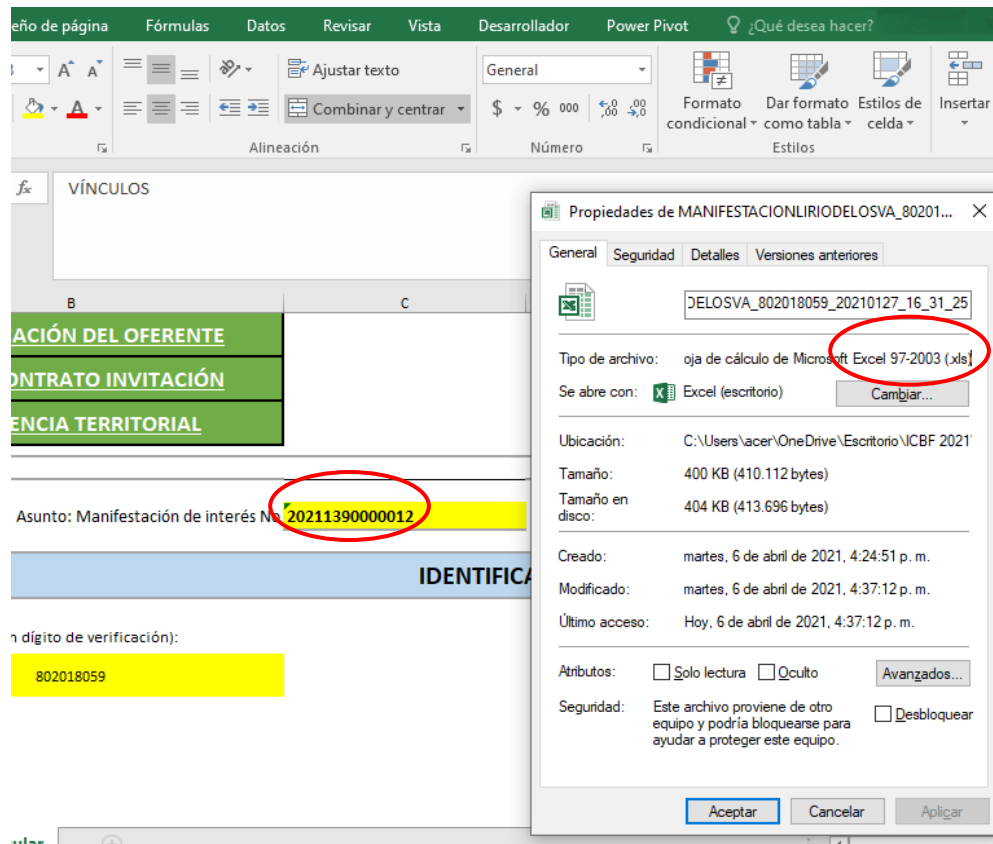 eño de página Fórmulas Datos Revisar Vista Desarrollador Power Pivot ¿Qué desea hacer?
A A Ajustar texto General
A Combinar y centrar $ % 000 Formato condicional Dar formato como tabla Estilos de celda Insertar
Alineación Número Estilos
fx VÍNCULOS
B C
ACIÓN DEL OFERENTE
ONTRATO INVITACIÓN
ENCIA TERRITORIAL
Asunto: Manifestación de interés No 20211390000012
IDENTIFICA
n dígito de verificación):
802018059
Propiedades de MANIFESTACIONLIRIODELOSVA_80201...
General Seguridad Detalles Versiones anteriores
DELOSVA_802018059_20210127_16_31_25
Tipo de archivo: oja de cálculo de Microsoft Excel 97-2003 (.xls)
Se abre con: Excel (escritorio) Cambiar...
Ubicación: C:\Users\acer\OneDrive\Escritorio\ICBF 2021
Tamaño: 400 KB (410.112 bytes)
Tamaño en disco: 404 KB (413.696 bytes)
Creado: martes, 6 de abril de 2021, 4:24:51 p. m.
Modificado: martes, 6 de abril de 2021, 4:37:12 p. m.
Último acceso: Hoy, 6 de abril de 2021, 4:37:12 p. m.
Atributos: Solo lectura Oculto Avanzados...
Seguridad: Este archivo proviene de otro
equipo y podría bloquearse para
ayudar a proteger este equipo.
Desbloquear
Aceptar Cancelar Aplicar